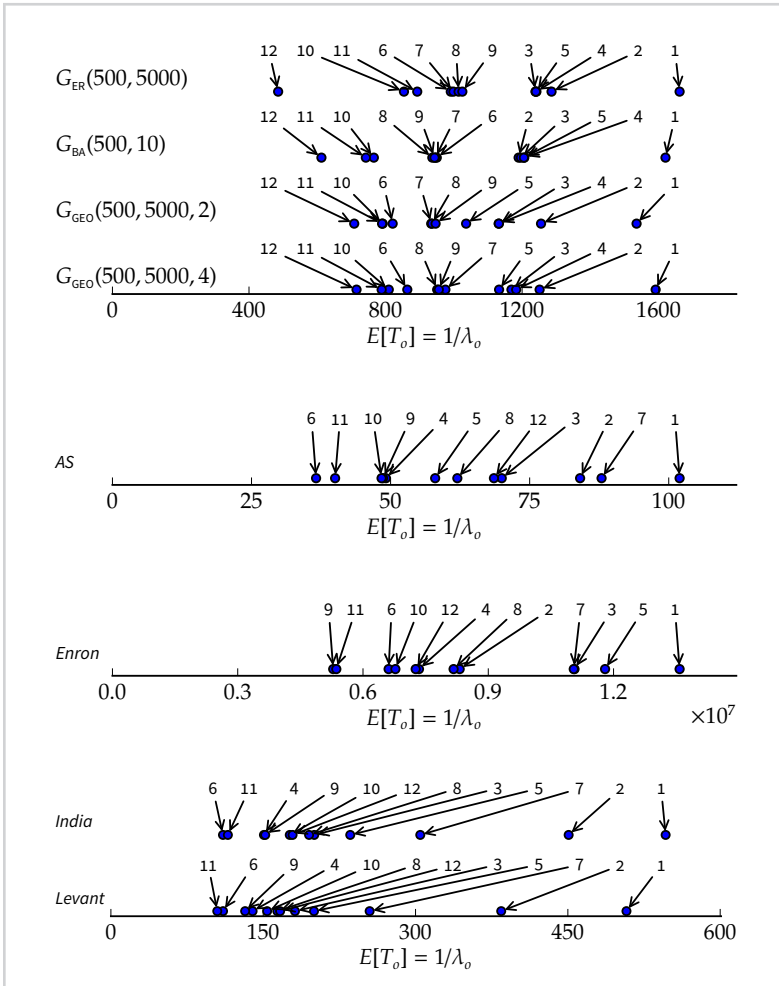 12 10 11 6 7 8 9 3 5 4 2 1
G_ER(500, 5000)
12 11 10 8 9 7 6 2 3 5 4 1
G_BA(500, 10)
12 11 10 6 7 8 9 5 3 4 2 1
G_GEO(500, 5000, 2)
12 11 10 6 8 9 7 5 3 4 2 1
G_GEO(500, 5000, 4)
0 400 800 1200 1600
E[T_o] = 1/λ_o
6 11 10 9 4 5 8 12 3 2 7 1
AS
0 25 50 75 100
E[T_o] = 1/λ_o
9 11 6 10 12 4 8 2 7 3 5 1
Enron
0.0 0.3 0.6 0.9 1.2
E[T_o] = 1/λ_o
×10^7
6 11 4 9 10 12 8 3 5 7 2 1
India
11 6 9 4 10 8 12 3 5 7 2 1
Levant
0 150 300 450 600
E[T_o] = 1/λ_o